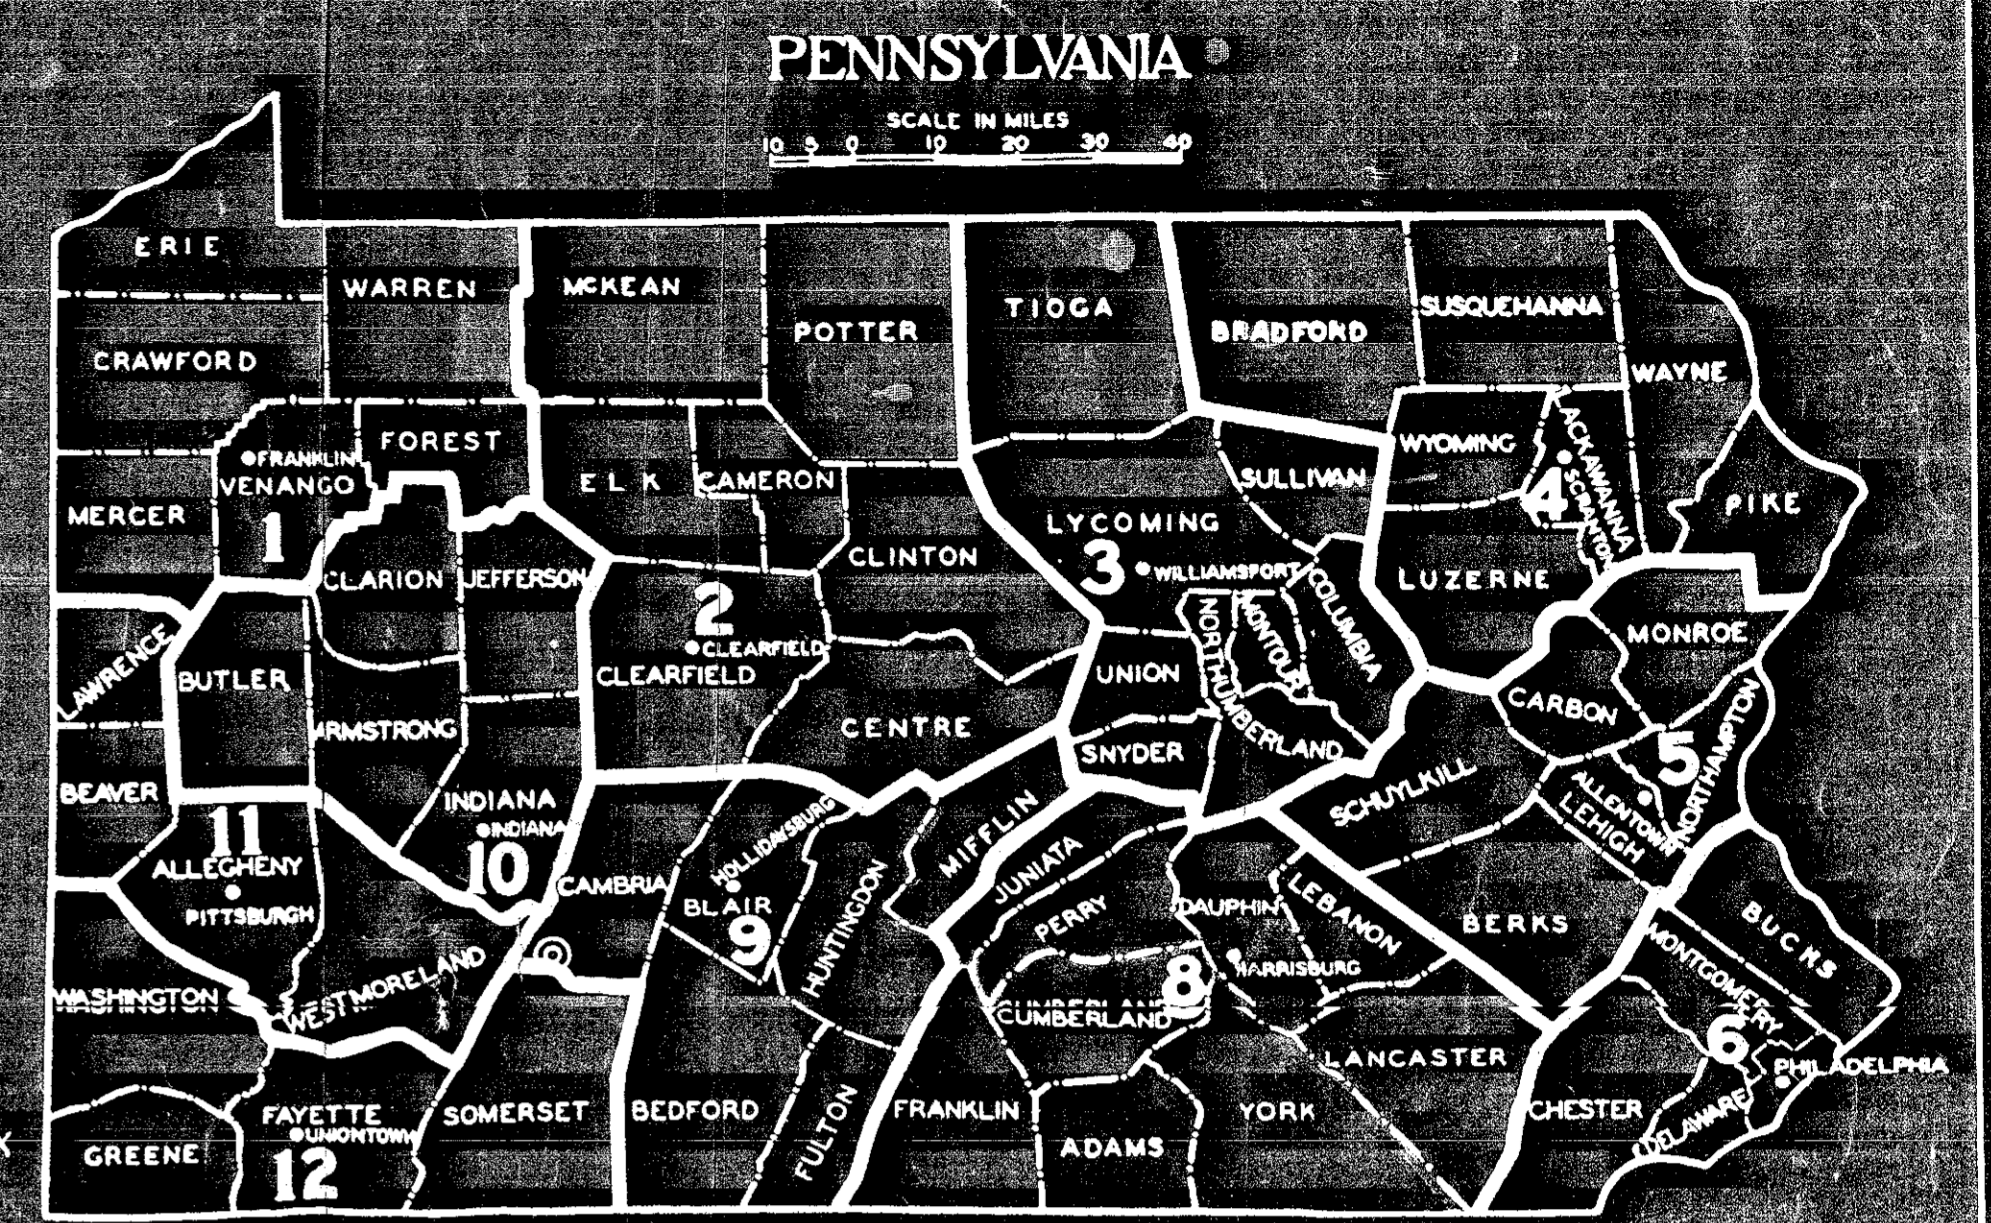 PENNSYLVANIA
SCALE IN MILES
10 5 0 10 20 30 40
ERIE
WARREN
MCKEAN
POTTER
TIOGA
BRADFORD
SUSQUEHANNA
WAYNE
CRAWFORD
FOREST
FRANKLIN
VENANGO
1
MERCER
ELK
CAMERON
CLINTON
LYCOMING
3
WILLIAMSPORT
SULLIVAN
WYOMING
LACKAWANNA
4
SCRANTON
PIKE
CLARION
JEFFERSON
2
CLEARFIELD
CLEARFIELD
COLUMBIA
LUZERNE
MONROE
LAWRENCE
BUTLER
ARMSTRONG
CENTRE
UNION
NORTHUMBERLAND
MONTOUR
CARBON
NORTHAMPTON
5
SNYDER
BEAVER
INDIANA
INDIANA
10
SCHUYLKILL
ALLENTOWN
LEHIGH
11
ALLEGHENY
PITTSBURGH
CAMBRIA
HOLLIDAYSBURG
BLAIR
9
HUNTINGDON
MIFFLIN
JUNIATA
PERRY
DAUPHIN
LEBANON
BERKS
MONTGOMERY
BUCKS
WASHINGTON
WESTMORELAND
CUMBERLAND
8
HARRISBURG
6
PHILADELPHIA
LANCASTER
GREENE
FAYETTE
UNIONTOWN
12
SOMERSET
BEDFORD
FULTON
FRANKLIN
ADAMS
YORK
CHESTER
DELAWARE